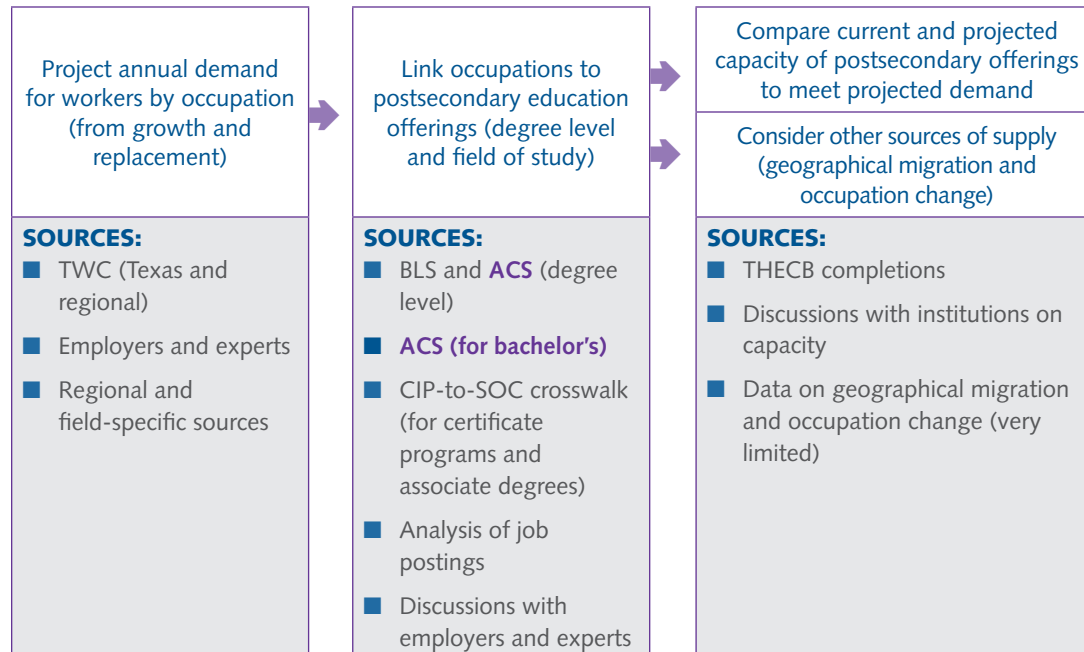 Project annual demand
for workers by occupation
(from growth and
replacement)
SOURCES:
TWC (Texas and
regional)
Employers and experts
Regional and
field-specific sources
Link occupations to
postsecondary education
offerings (degree level
and field of study)
SOURCES:
BLS and ACS (degree
level)
ACS (for bachelor's)
CIP-to-SOC crosswalk
(for certificate
programs and
associate degrees)
Analysis of job
postings
Discussions with
employers and experts
Compare current and projected
capacity of postsecondary offerings
to meet projected demand
Consider other sources of supply
(geographical migration and
occupation change)
SOURCES:
THECB completions
Discussions with institutions on
capacity
Data on geographical migration
and occupation change (very
limited)